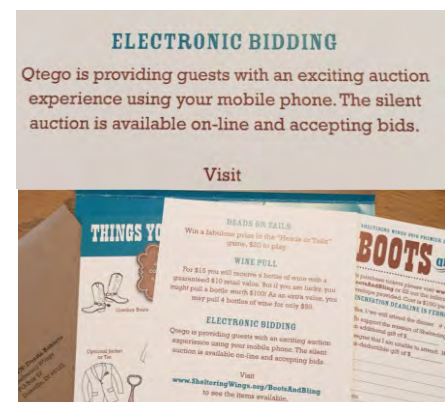 ELECTRONIC BIDDING
Qtego is providing guests with an exciting auction
experience using your mobile phone. The silent
auction is available on-line and accepting bids.
Visit
THINGS YO
Cowboy Boots
Optional Jacket
or Tux
HEADS OR TAILS
Win a fabulous prize in the "Heads or Tails"
game, $20 to play.
WINE PULL
For $15 you will receive a bottle of wine with a
guaranteed $10 retail value. But if you are lucky, you
might pull a bottle worth $100! As an extra value, you
may pull 4 bottles of wine for only $50.
ELECTRONIC BIDDING
Qtego is providing guests with an exciting auction
experience using your mobile phone. The silent
auction is available on-line and accepting bids.
Visit
www.ShelteringWings.org/BootsAndBling
to see the items available.
BOOTS